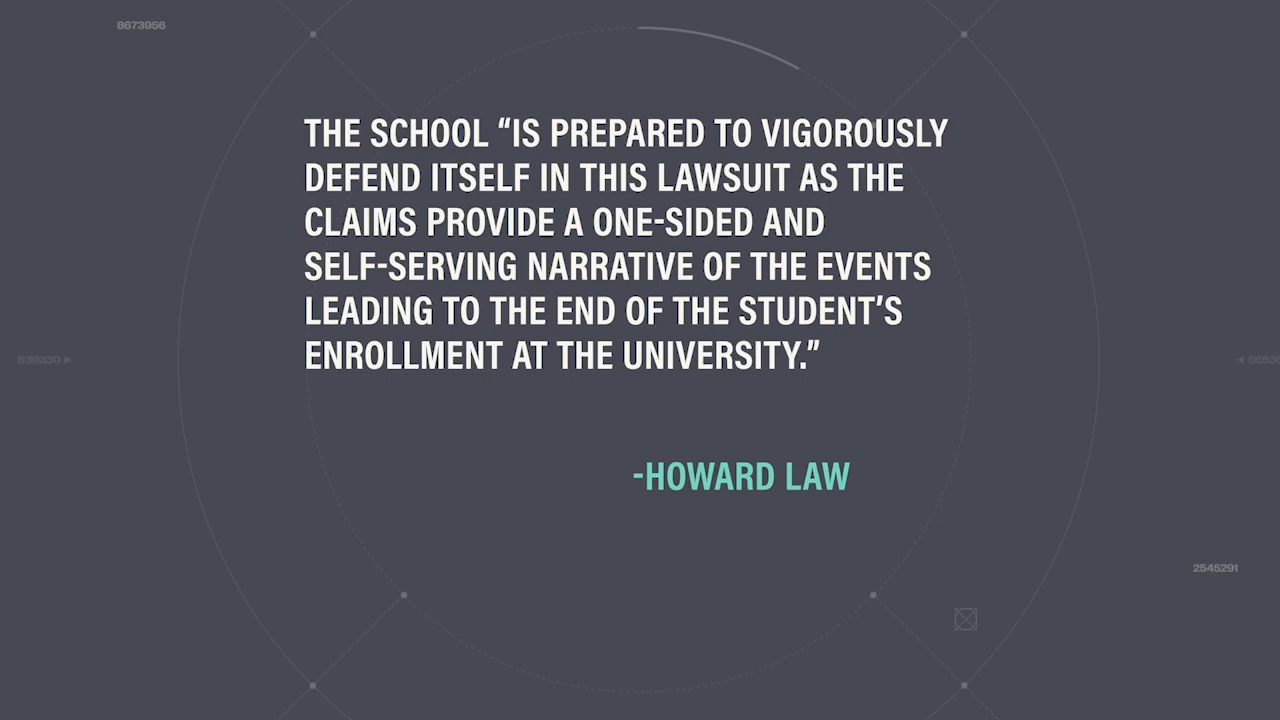 8673956
THE SCHOOL “IS PREPARED TO VIGOROUSLY
DEFEND ITSELF IN THIS LAWSUIT AS THE
CLAIMS PROVIDE A ONE-SIDED AND
SELF-SERVING NARRATIVE OF THE EVENTS
LEADING TO THE END OF THE STUDENT’S
ENROLLMENT AT THE UNIVERSITY.”
-HOWARD LAW
2545291